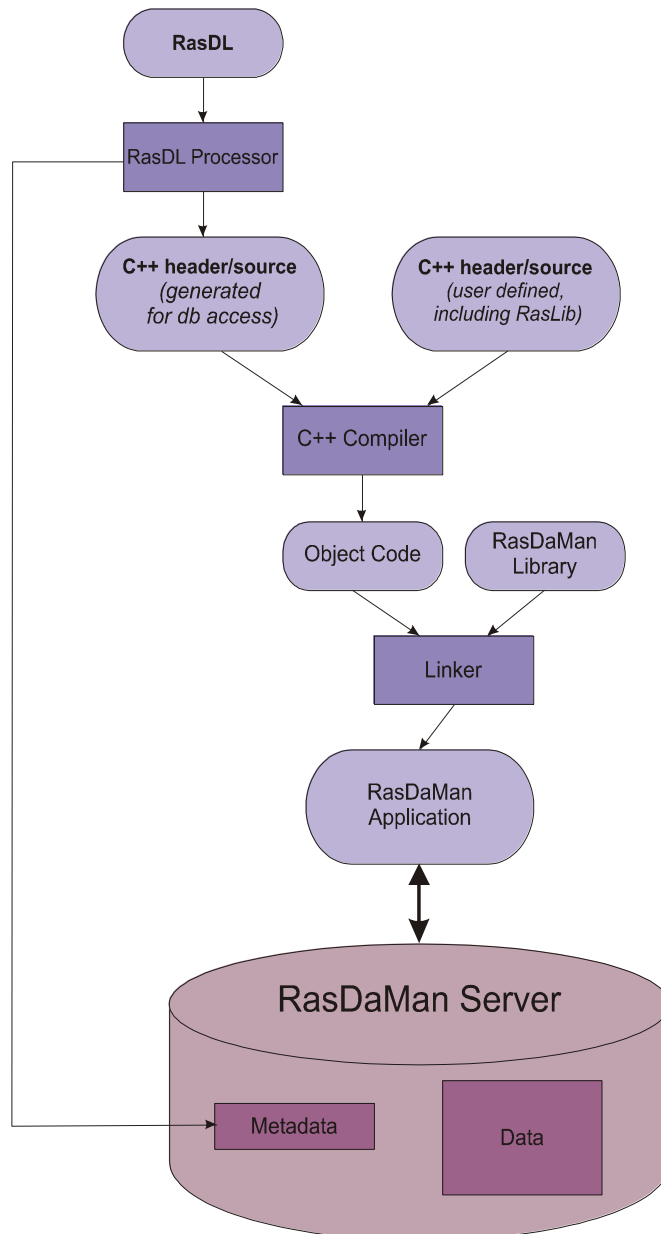 RasDL
RasDL Processor
C++ header/source
(generated
for db access)
C++ header/source
(user defined,
including RasLib)
C++ Compiler
Object Code
RasDaMan
Library
Linker
RasDaMan
Application
RasDaMan Server
Metadata
Data